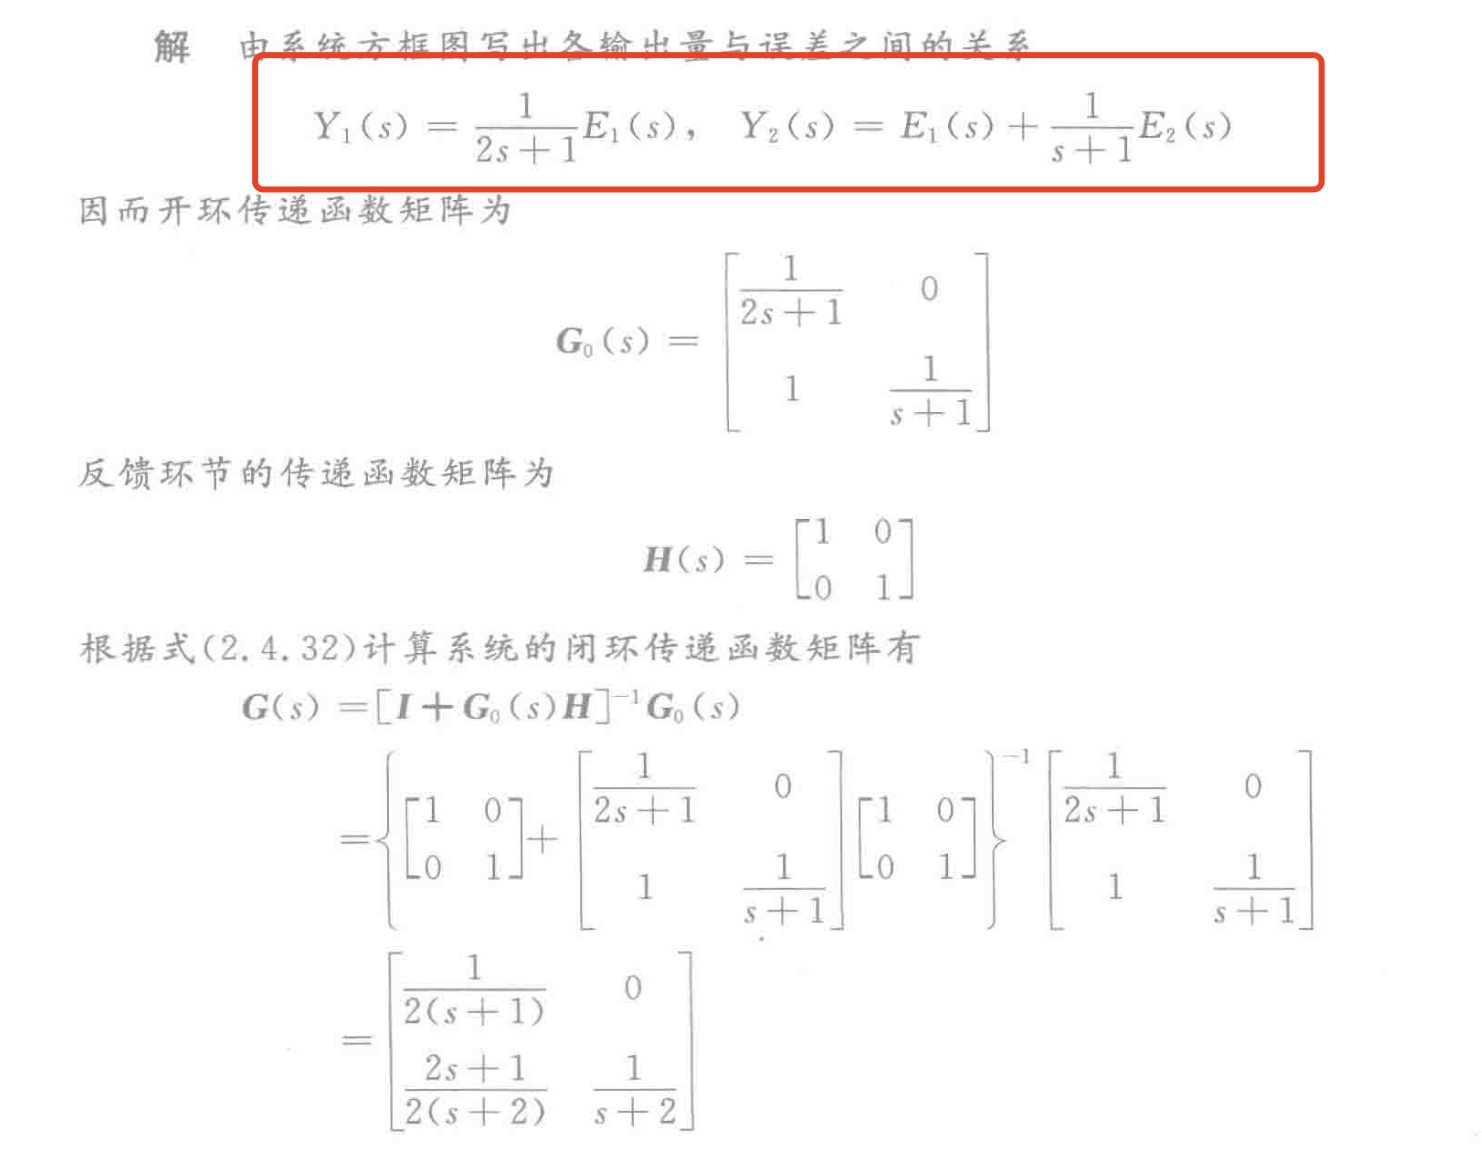 解 由系统方框图写出各输出量与误差之间的关系
Y₁(s) = \frac{1}{2s+1}E₁(s), Y₂(s) = E₁(s) + \frac{1}{s+1}E₂(s)
因而开环传递函数矩阵为
G₀(s) = \begin{bmatrix} \frac{1}{2s+1} & 0 \\ 1 & \frac{1}{s+1} \end{bmatrix}
反馈环节的传递函数矩阵为
H(s) = \begin{bmatrix} 1 & 0 \\ 0 & 1 \end{bmatrix}
根据式(2.4.32)计算系统的闭环传递函数矩阵有
G(s) = [I + G₀(s)H]^{-1}G₀(s)
= \left\{ \begin{bmatrix} 1 & 0 \\ 0 & 1 \end{bmatrix} + \begin{bmatrix} \frac{1}{2s+1} & 0 \\ 1 & \frac{1}{s+1} \end{bmatrix} \begin{bmatrix} 1 & 0 \\ 0 & 1 \end{bmatrix} \right\}^{-1} \begin{bmatrix} \frac{1}{2s+1} & 0 \\ 1 & \frac{1}{s+1} \end{bmatrix}
= \begin{bmatrix} \frac{1}{2(s+1)} & 0 \\ \frac{2s+1}{2(s+2)} & \frac{1}{s+2} \end{bmatrix}